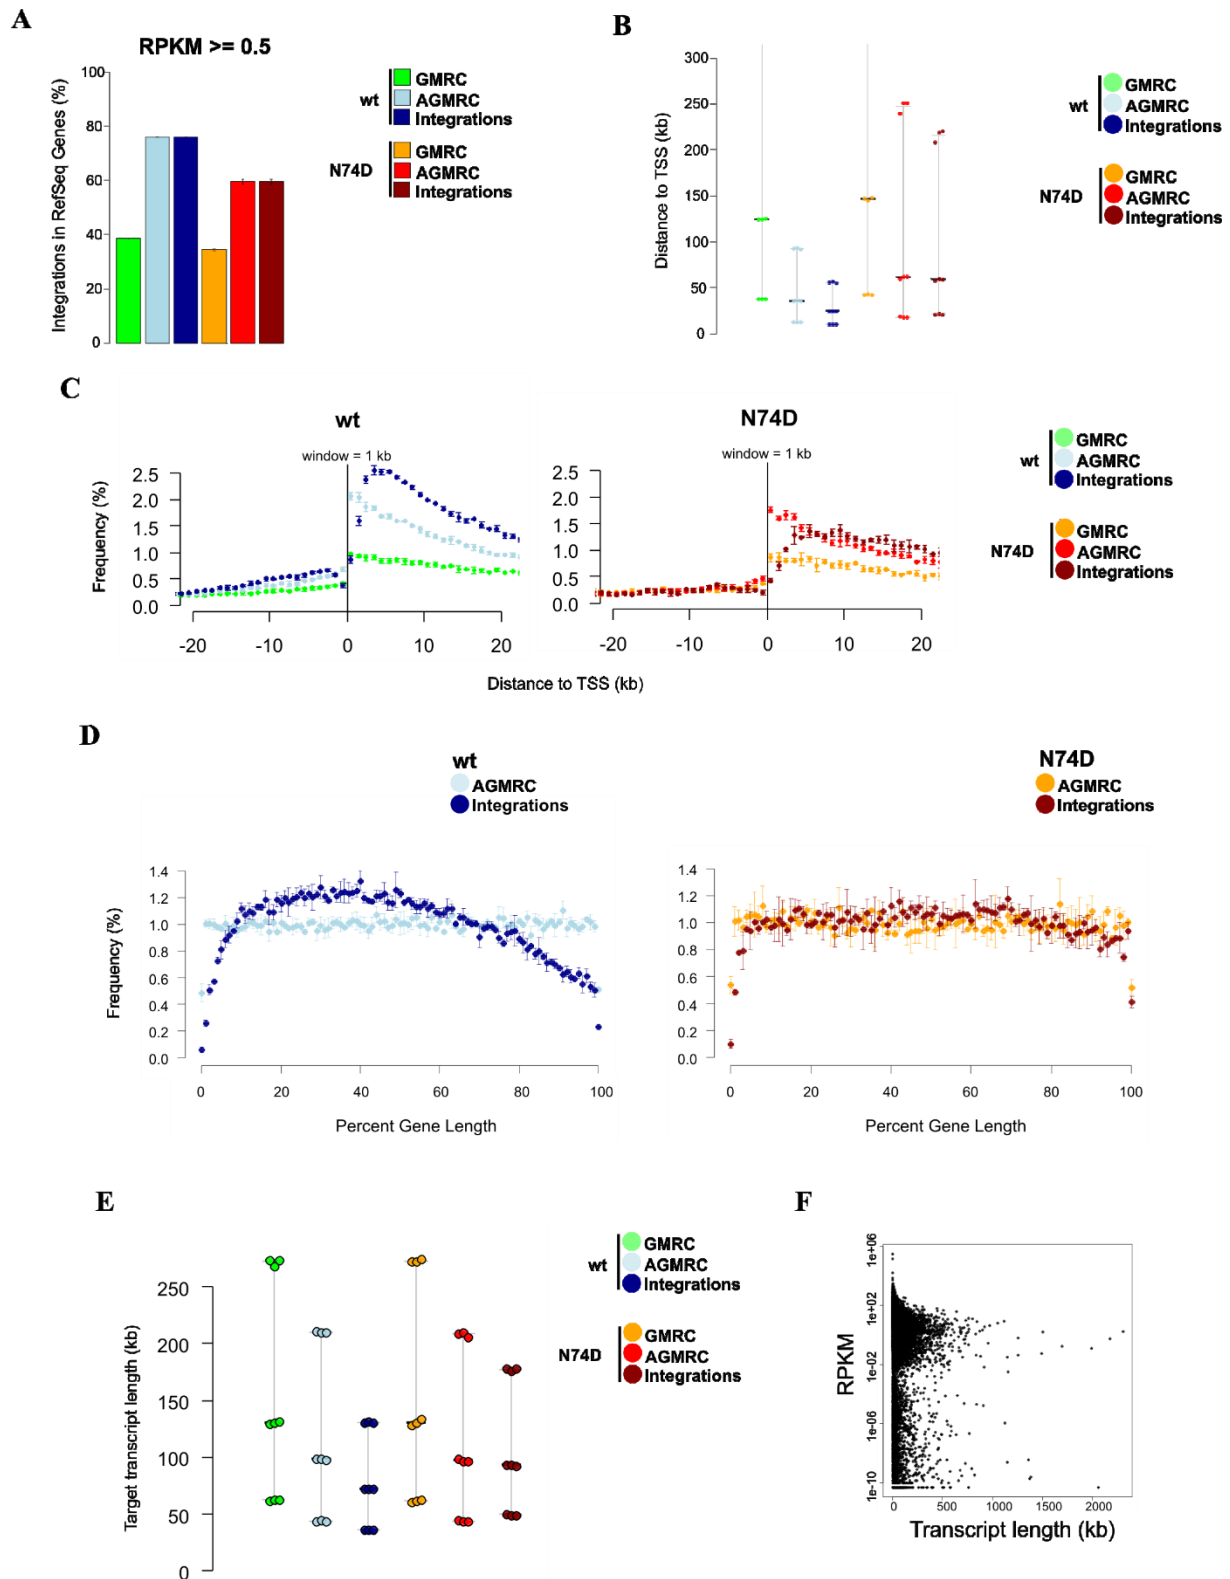 A
RPKM >= 0.5
Integrations in RefSeq Genes (%)
100
80
60
40
20
0
wt
GMRC
AGMRC
Integrations
N74D
GMRC
AGMRC
Integrations
B
Distance to TSS (kb)
300
250
200
150
100
50
0
wt
GMRC
AGMRC
Integrations
N74D
GMRC
AGMRC
Integrations
C
wt
window = 1 kb
Frequency (%)
2.5
2.0
1.5
1.0
0.5
0.0
-20 -10 0 10 20
N74D
window = 1 kb
2.5
2.0
1.5
1.0
0.5
0.0
-20 -10 0 10 20
Distance to TSS (kb)
wt
GMRC
AGMRC
Integrations
N74D
GMRC
AGMRC
Integrations
D
wt
AGMRC
Integrations
Frequency (%)
1.4
1.2
1.0
0.8
0.6
0.4
0.2
0.0
0 20 40 60 80 100
Percent Gene Length
N74D
AGMRC
Integrations
1.4
1.2
1.0
0.8
0.6
0.4
0.2
0.0
0 20 40 60 80 100
Percent Gene Length
E
Target transcript length (kb)
250
200
150
100
50
0
wt
GMRC
AGMRC
Integrations
N74D
GMRC
AGMRC
Integrations
F
RPKM
1e+06
1e+02
1e-02
1e-06
1e-10
0 500 1000 1500 2000
Transcript length (kb)